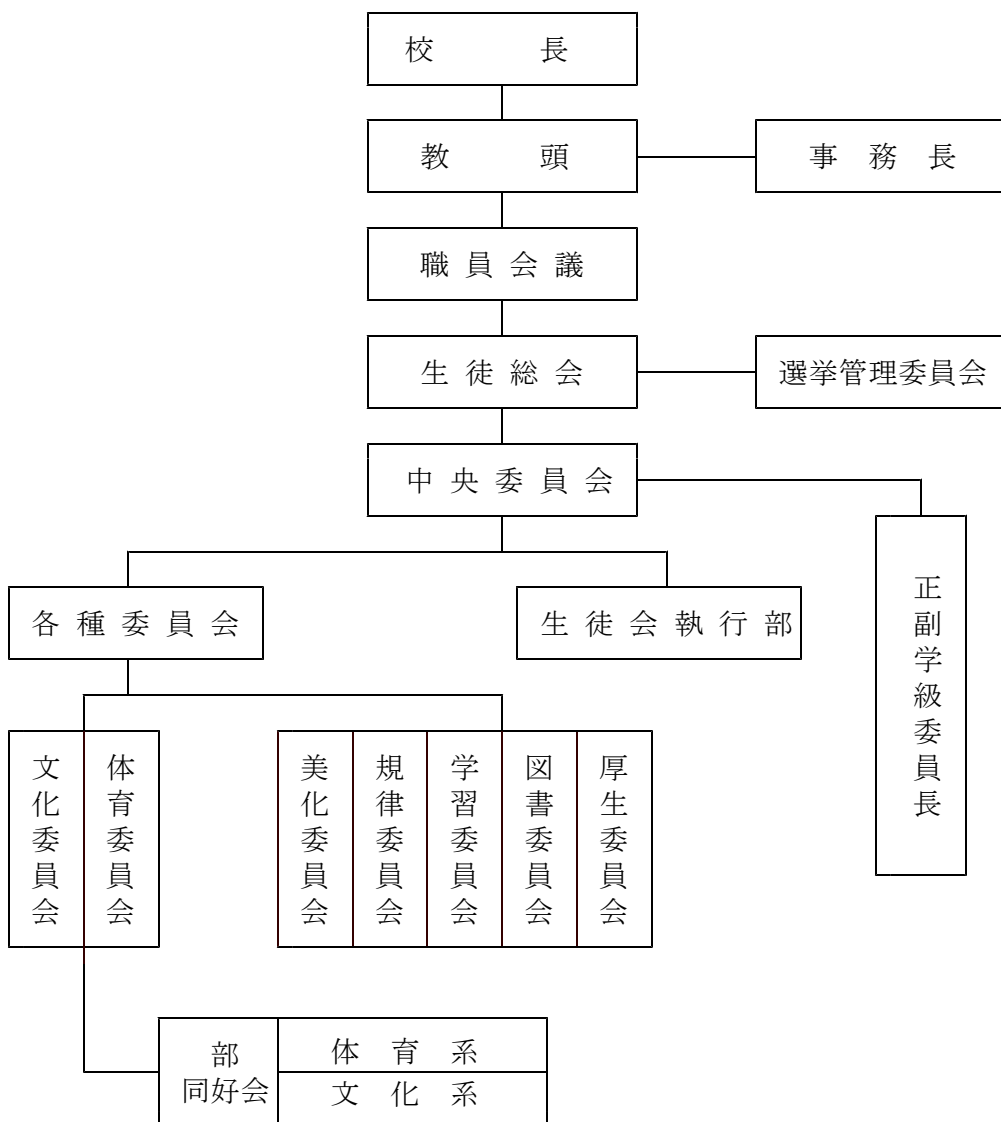 校長
教頭
事務長
職員会議
生徒総会
選挙管理委員会
中央委員会
各種委員会
生徒会執行部
正副学級委員長
文化委員会
体育委員会
美化委員会
規律委員会
学習委員会
図書委員会
厚生委員会
部
同好会
体育系
文化系